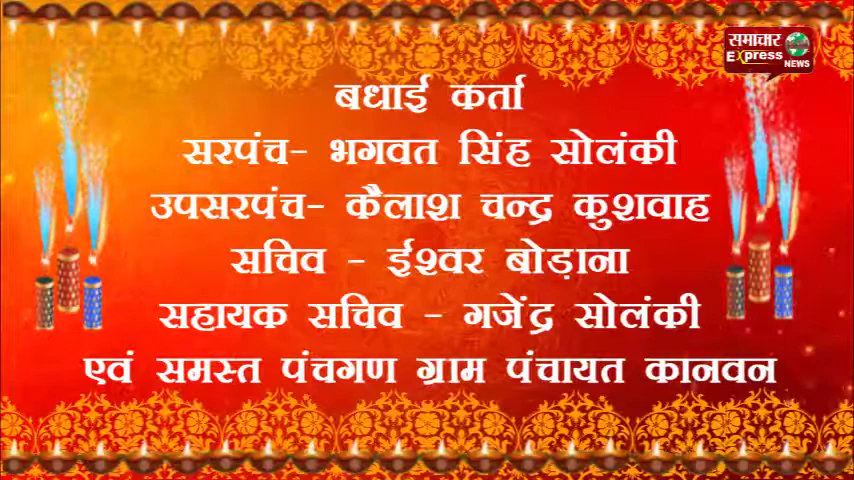 समाचार
Express
NEWS
बधाई कर्ता
सरपंच- भगवत सिंह सोलंकी
उपसरपंच- कैलाश चन्द्र कुशवाह
सचिव - ईश्वर बोड़ाना
सहायक सचिव - गजेंद्र सोलंकी
एवं समस्त पंचगण ग्राम पंचायत कानवन